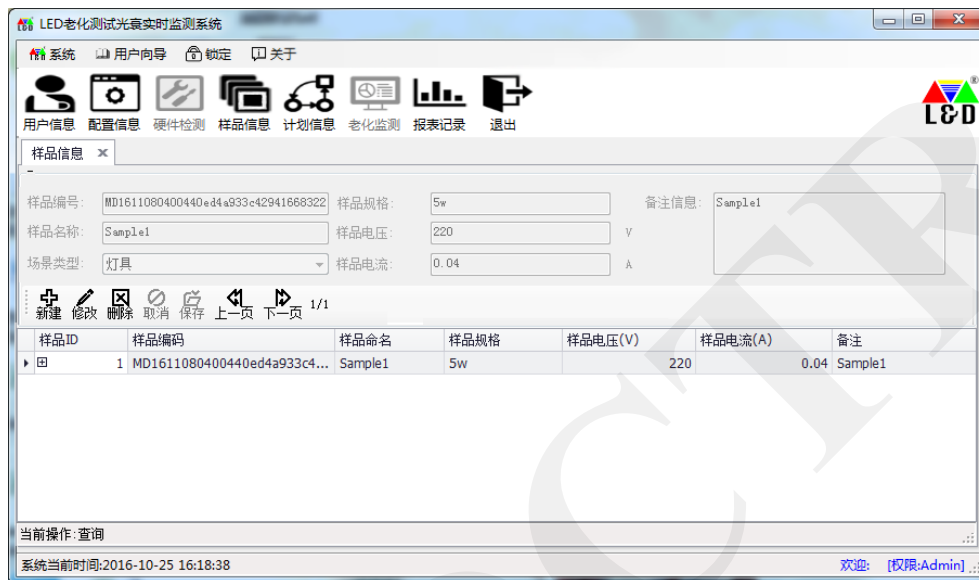 LED老化测试光衰实时监测系统
系统 用户向导 锁定 关于
用户信息 配置信息 硬件检测 样品信息 计划信息 老化监测 报表记录 退出
L&D
®
样品信息
样品编号: MD1611080400440ed4a933c42941668322 样品规格: 5w 备注信息: Sample1
样品名称: Sample1 样品电压: 220 V
场景类型: 灯具 样品电流: 0.04 A
新建 修改 删除 取消 保存 上一页 下一页 1/1
样品ID 样品编码 样品命名 样品规格 样品电压(V) 样品电流(A) 备注
1 MD1611080400440ed4a933c4... Sample1 5w 220 0.04 Sample1
当前操作:查询
系统当前时间:2016-10-25 16:18:38 欢迎: [权限:Admin]